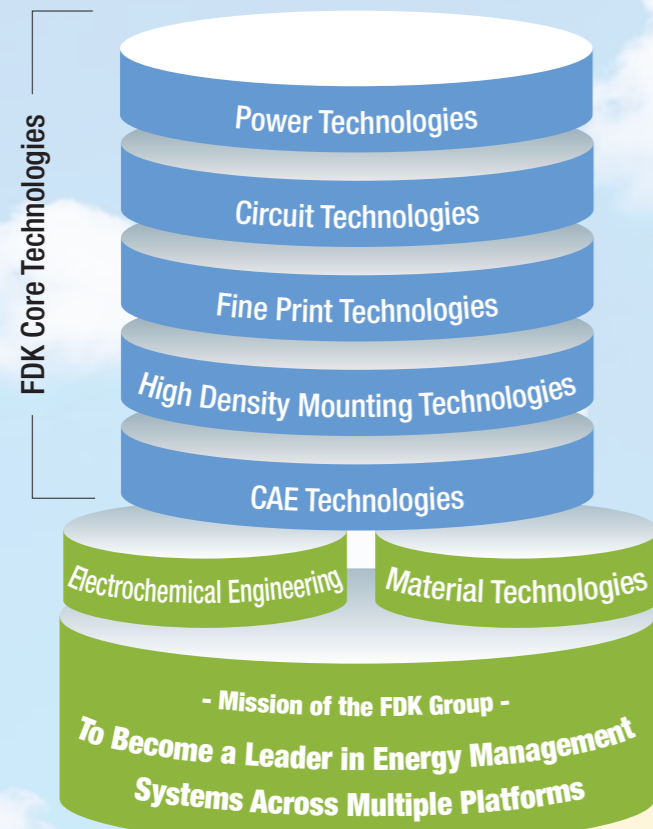 FDK Core Technologies
Power Technologies
Circuit Technologies
Fine Print Technologies
High Density Mounting Technologies
CAE Technologies
Electrochemical Engineering
Material Technologies
- Mission of the FDK Group -
To Become a Leader in Energy Management
Systems Across Multiple Platforms